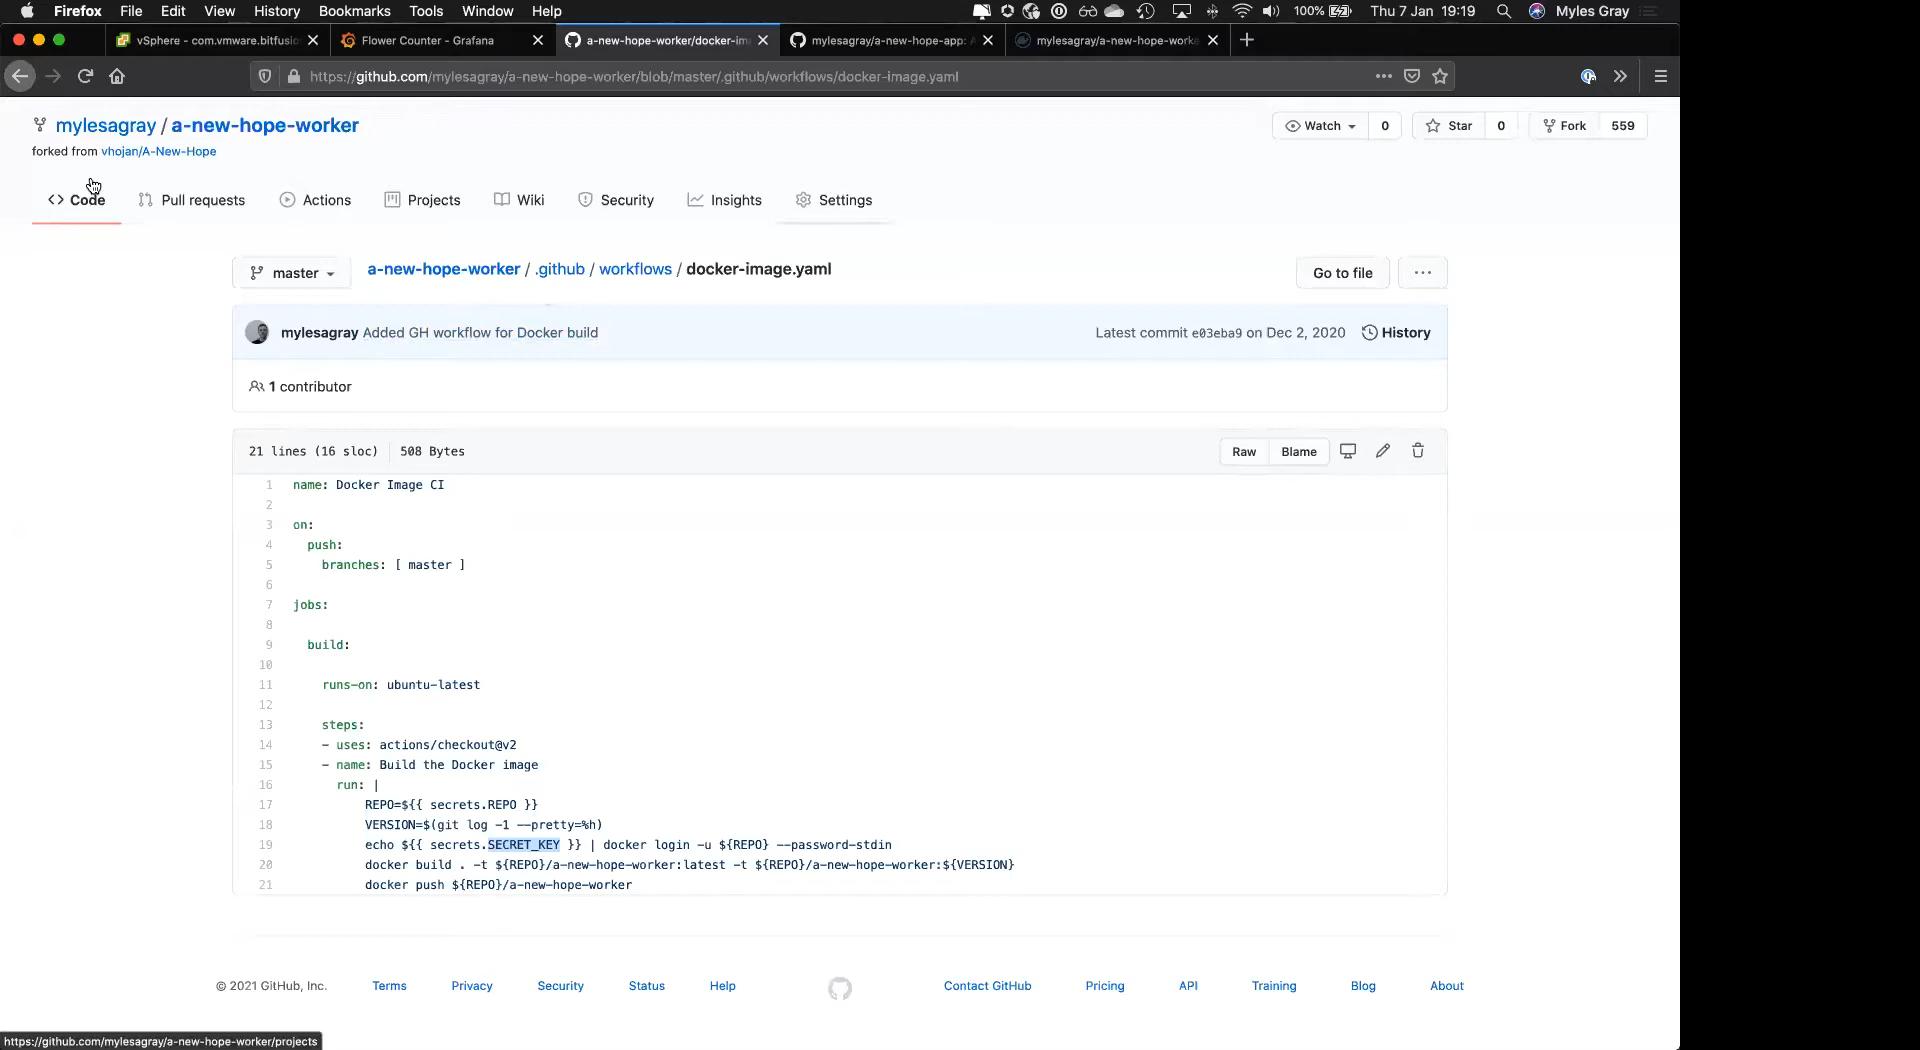 Firefox File Edit View History Bookmarks Tools Window Help 100% Thu 7 Jan 19:19 Myles Gray
vSphere - com.vmware.bitfusio Flower Counter - Grafana a-new-hope-worker/docker-im mylesagray/a-new-hope-app: mylesagray/a-new-hope-worke
https://github.com/mylesagray/a-new-hope-worker/blob/master/.github/workflows/docker-image.yaml
mylesagray / a-new-hope-worker
Watch 0 Star 0 Fork 559
forked from vhojan/A-New-Hope
<> Code Pull requests Actions Projects Wiki Security Insights Settings
master a-new-hope-worker / .github / workflows / docker-image.yaml Go to file ...
mylesagray Added GH workflow for Docker build Latest commit e03eba9 on Dec 2, 2020 History
1 contributor
21 lines (16 sloc) 508 Bytes Raw Blame
1 name: Docker Image CI
2
3 on:
4 push:
5 branches: [ master ]
6
7 jobs:
8
9 build:
10
11 runs-on: ubuntu-latest
12
13 steps:
14 - uses: actions/checkout@v2
15 - name: Build the Docker image
16 run: |
17 REPO=${{ secrets.REPO }}
18 VERSION=$(git log -1 --pretty=%h)
19 echo ${{ secrets.SECRET_KEY }} | docker login -u ${REPO} --password-stdin
20 docker build . -t ${REPO}/a-new-hope-worker:latest -t ${REPO}/a-new-hope-worker:${VERSION}
21 docker push ${REPO}/a-new-hope-worker
© 2021 GitHub, Inc. Terms Privacy Security Status Help Contact GitHub Pricing API Training Blog About
https://github.com/mylesagray/a-new-hope-worker/projects